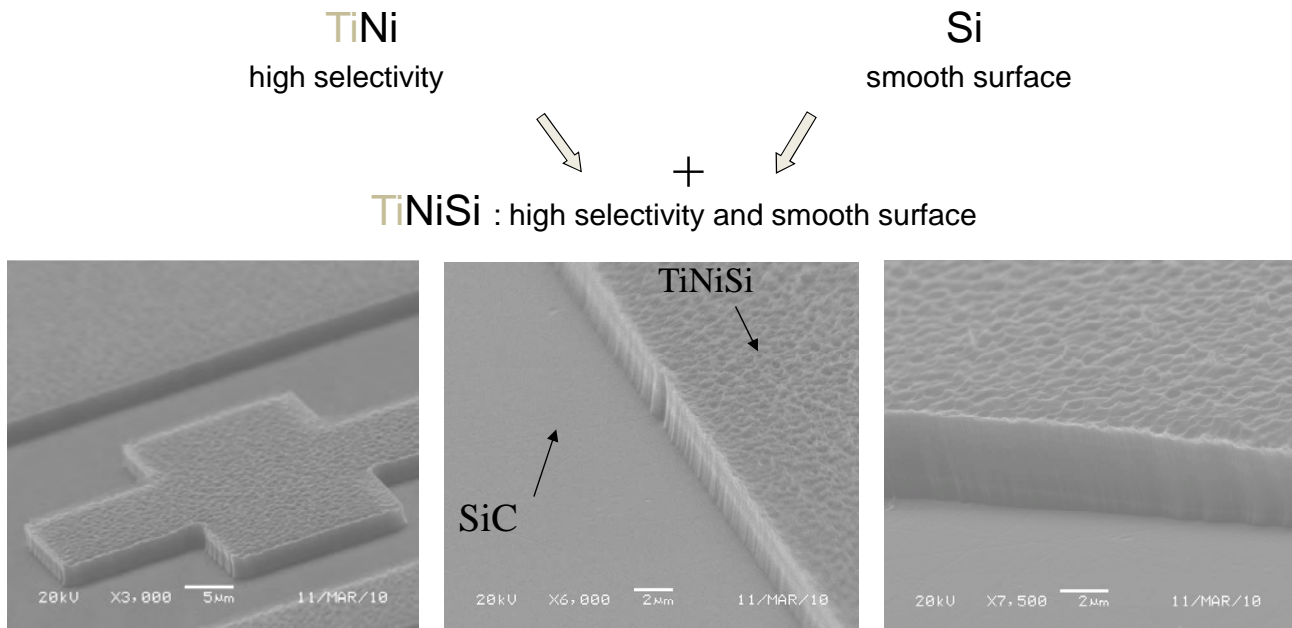 TiNi
high selectivity
Si
smooth surface
+
TiNiSi : high selectivity and smooth surface
20kV X3,000 5µm 11/MAR/10
TiNiSi
SiC
20kV X6,000 2µm 11/MAR/10
20kV X7,500 2µm 11/MAR/10